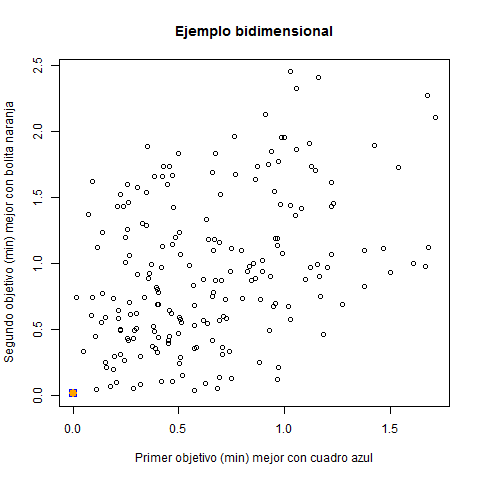 Ejemplo bidimensional
Segundo objetivo (min) mejor con bolita naranja
2.5
2.0
1.5
1.0
0.5
0.0
0.0 0.5 1.0 1.5
Primer objetivo (min) mejor con cuadro azul